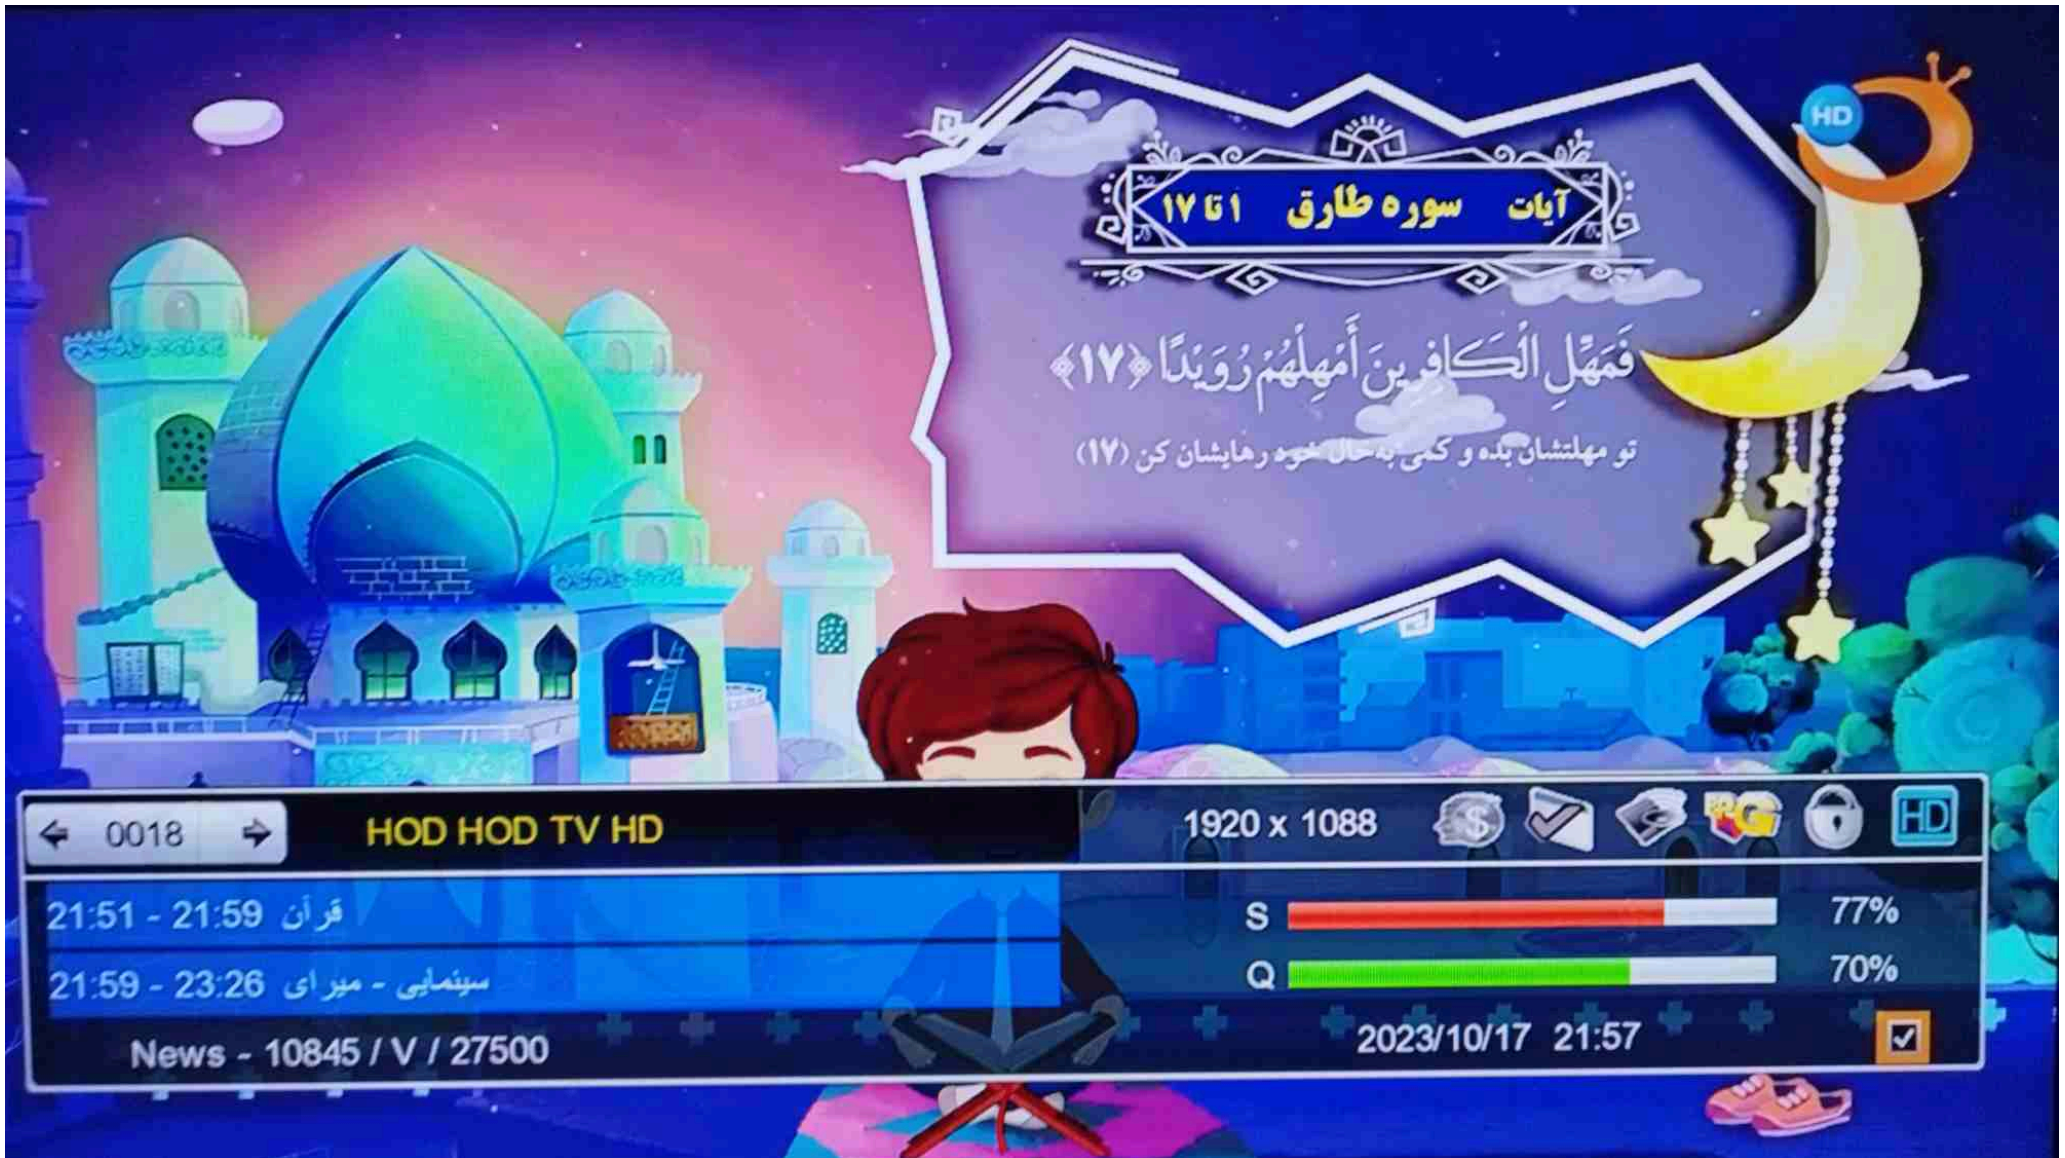 HD
آیات سوره طارق ۱ تا ۱۷
فَمَهِّلِ الْكَافِرِينَ أَمْهِلْهُمْ رُوَيْدًا ﴿۱۷﴾
تو مهلتشان بده و کمی به حال خود رهایشان کن (۱۷)
0018 HOD HOD TV HD 1920 x 1088 $ EPG HD
21:51 - 21:59 قرآن
S 77%
21:59 - 23:26 سینمایی - میرای
Q 70%
News - 10845 / V / 27500
2023/10/17 21:57